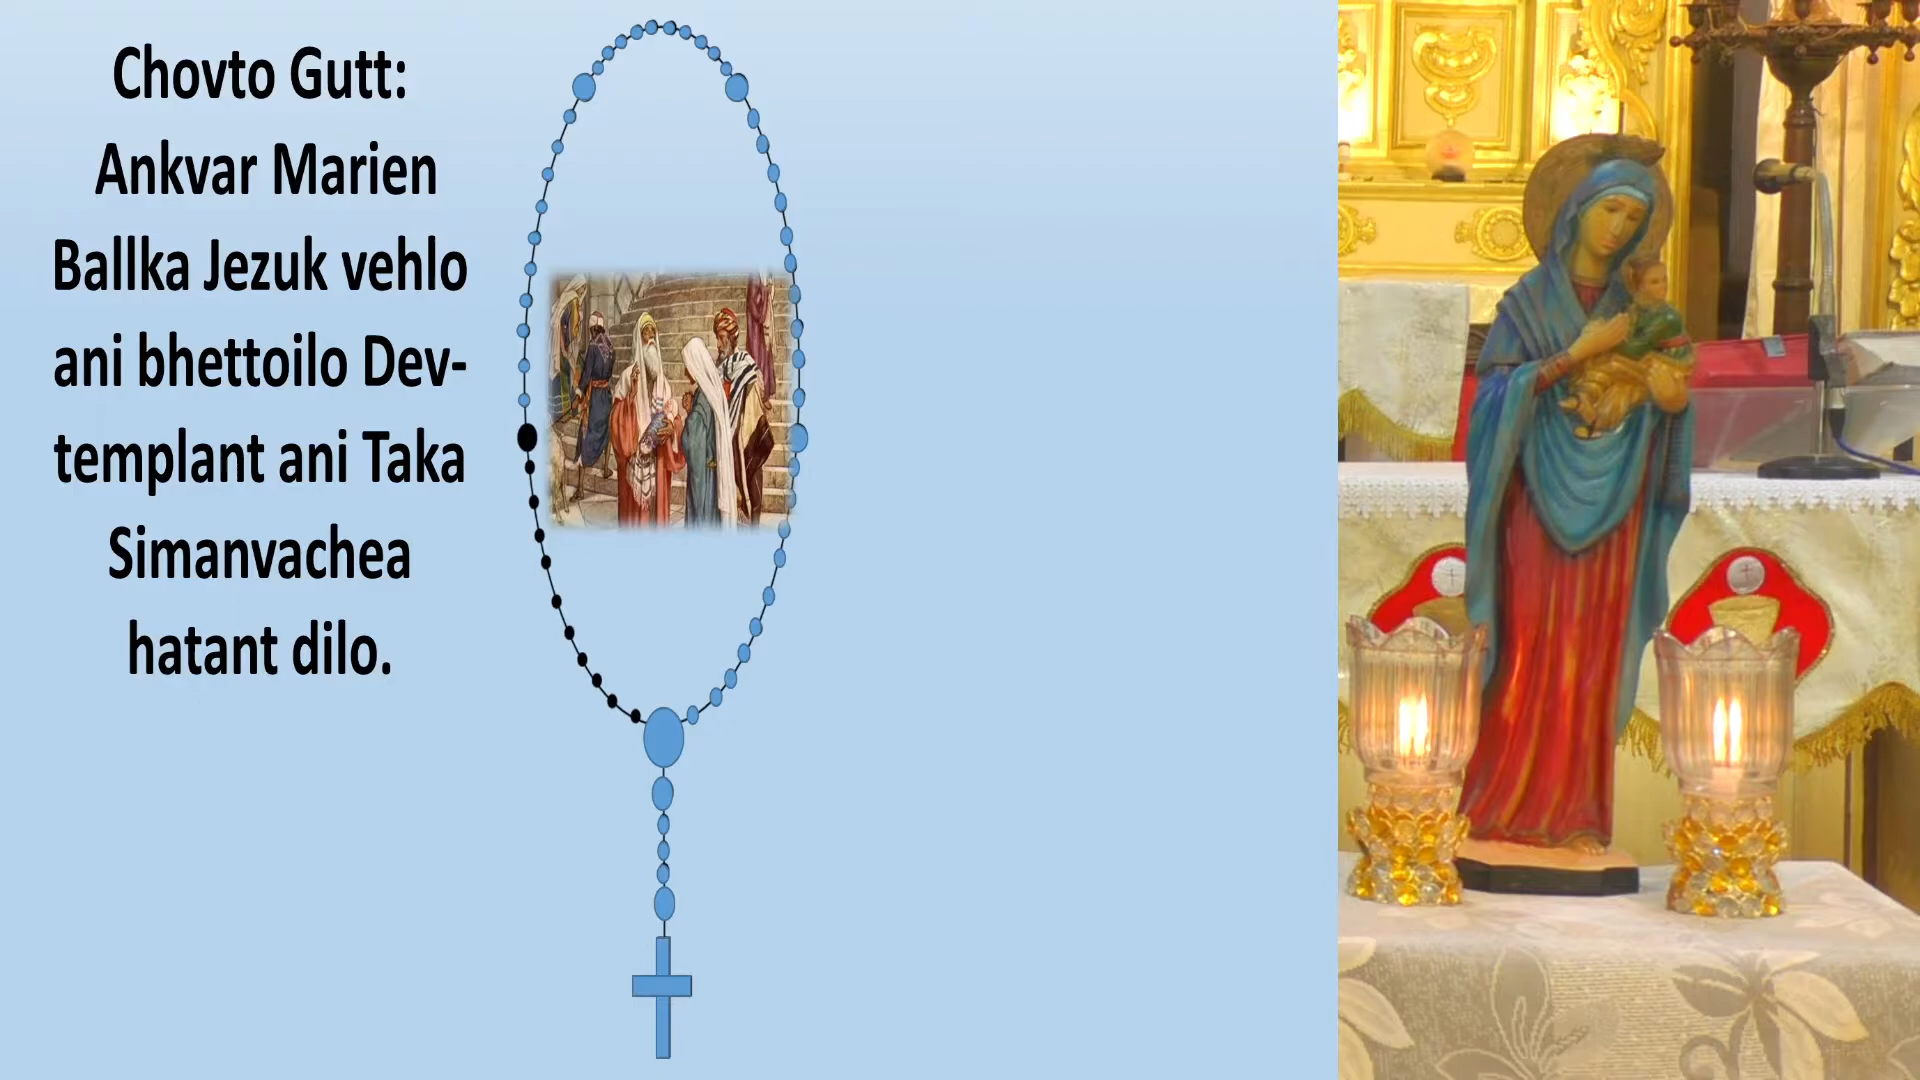 Chovto Gutt:
Ankvar Marien
Ballka Jezuk vehlo
ani bhettoilo Dev-
templant ani Taka
Simanvachea
hatant dilo.